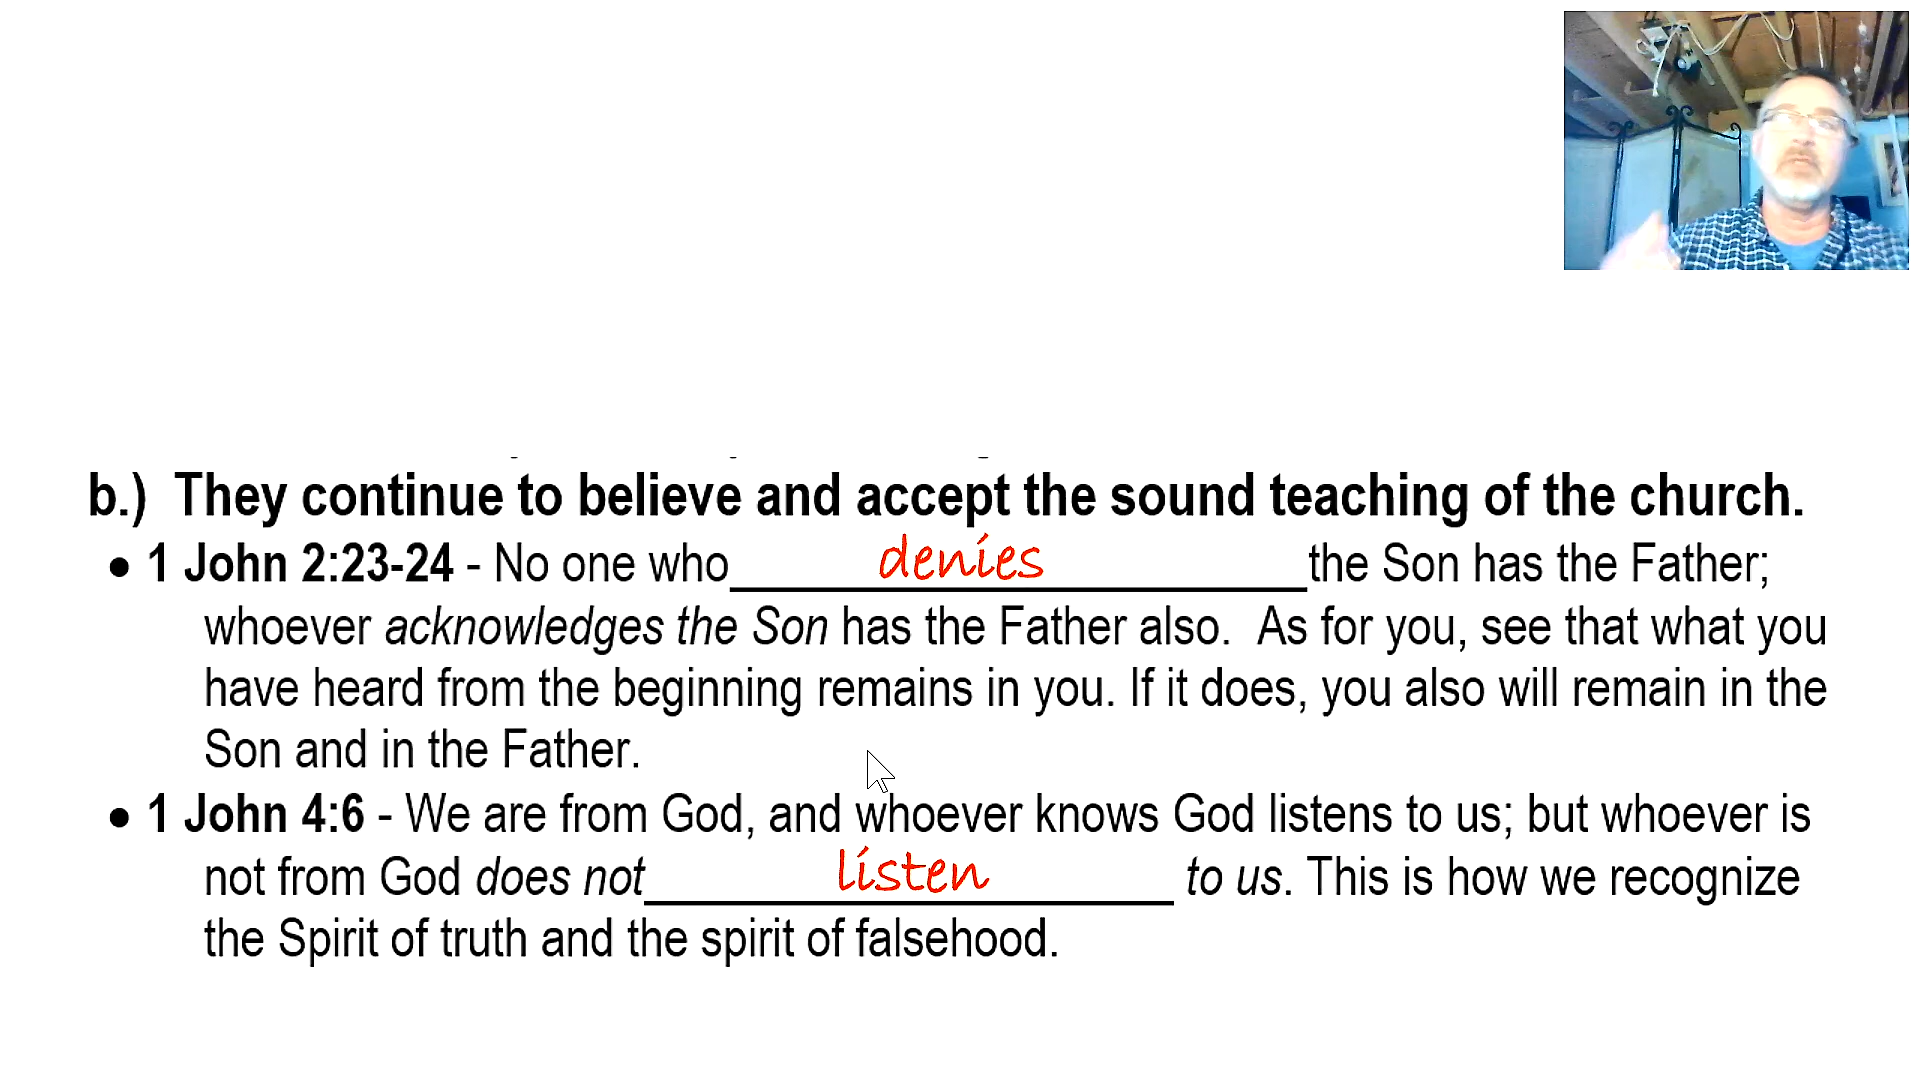 b.) They continue to believe and accept the sound teaching of the church.
● 1 John 2:23-24 - No one who denies the Son has the Father;
whoever acknowledges the Son has the Father also. As for you, see that what you
have heard from the beginning remains in you. If it does, you also will remain in the
Son and in the Father.
● 1 John 4:6 - We are from God, and whoever knows God listens to us; but whoever is
not from God does not listen to us. This is how we recognize
the Spirit of truth and the spirit of falsehood.